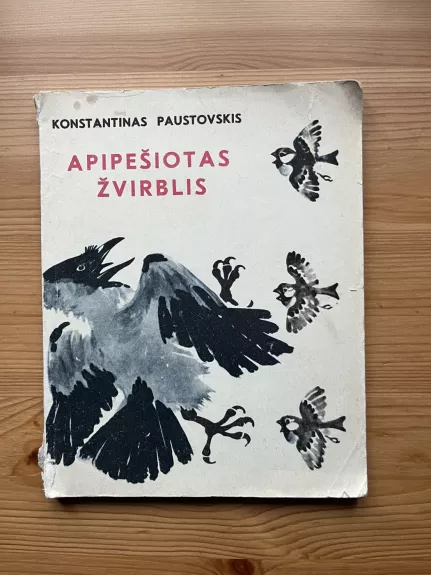 KONSTANTINAS PAUSTOVSKIS
APIPEŠIOTAS
ŽVIRBLIS